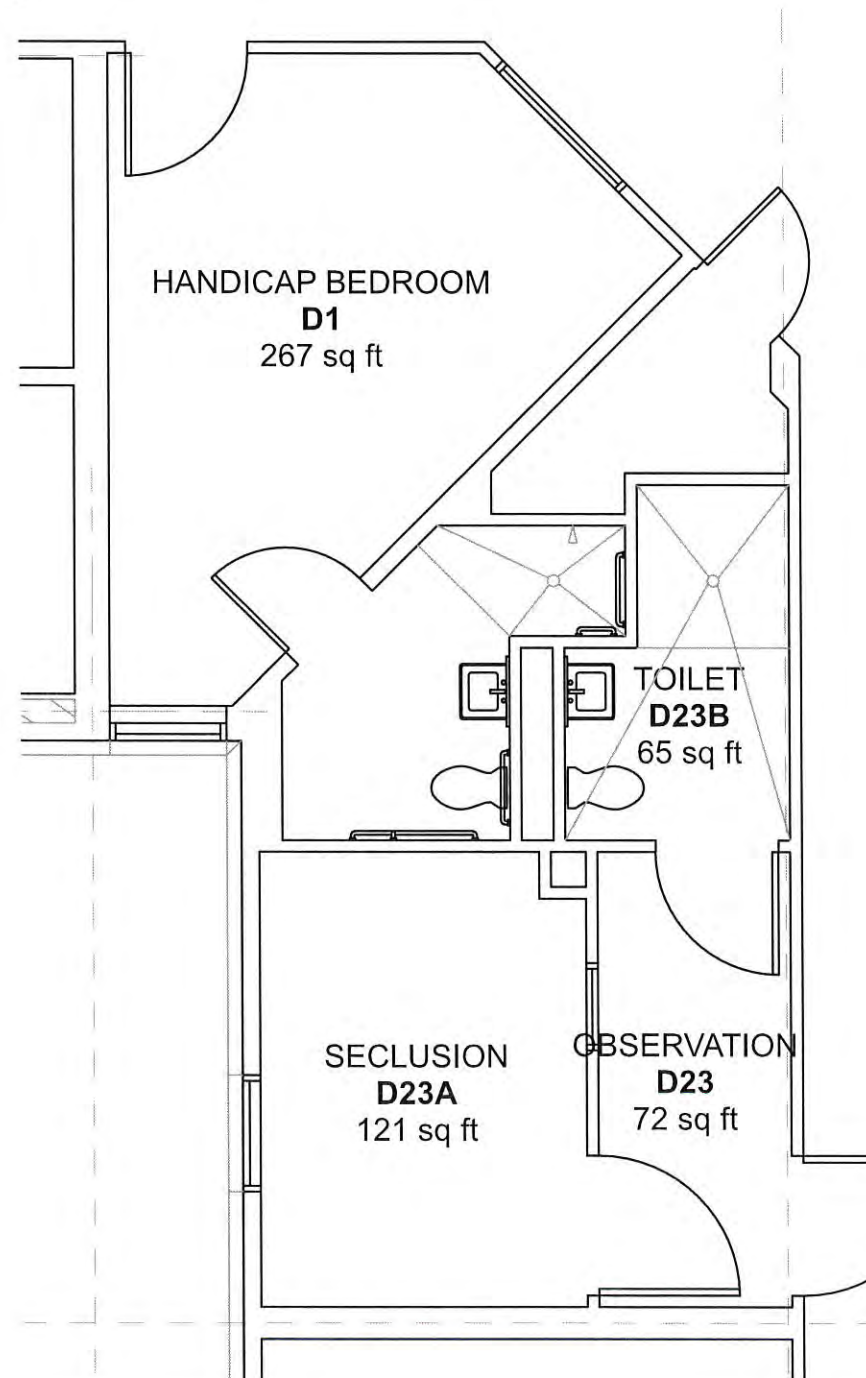 HANDICAP BEDROOM
D1
267 sq ft
TOILET
D23B
65 sq ft
SECLUSION
D23A
121 sq ft
OBSERVATION
D23
72 sq ft